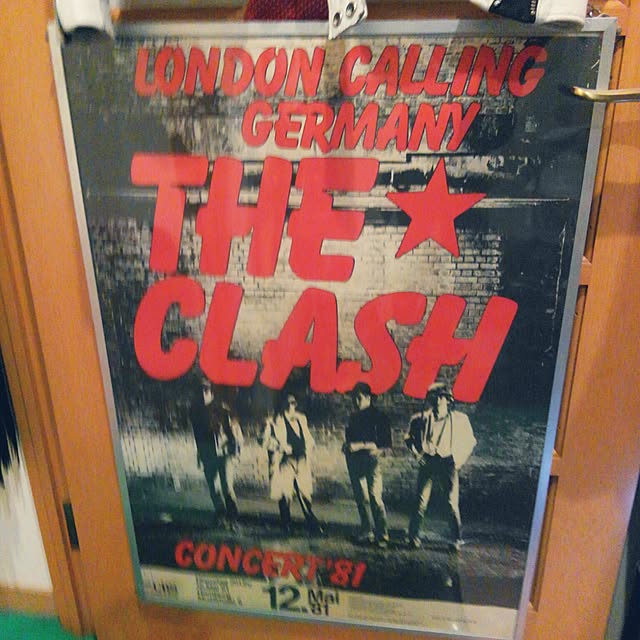 LONDON CALLING
GERMANY
THE
CLASH
CONCERT'81
12. Mai
'81